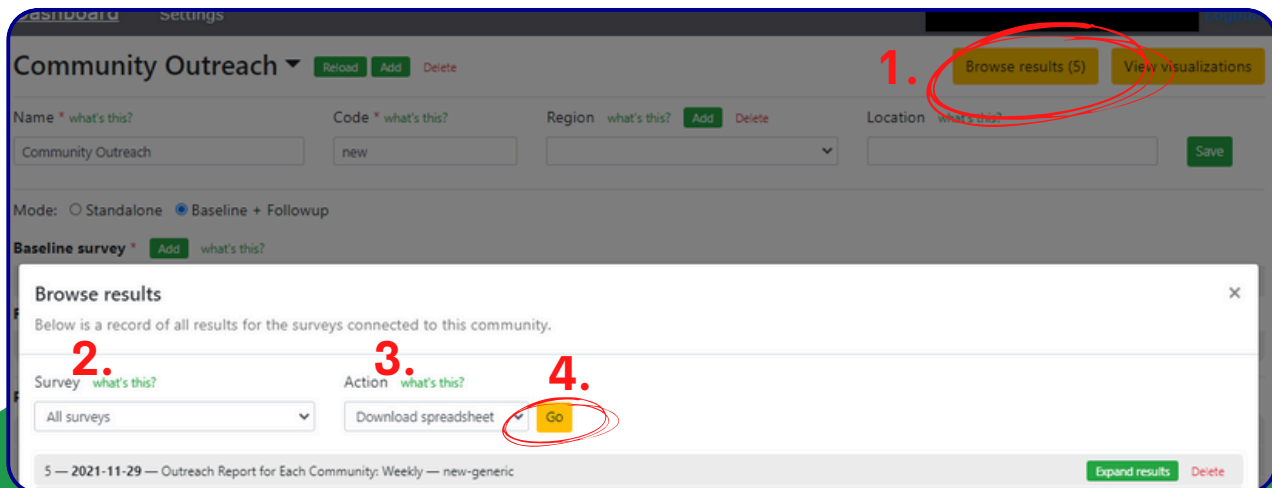 Dashboard Settings Logout
Community Outreach Reload Add Delete 1. Browse results (5) View visualizations
Name * what's this? Code * what's this? Region what's this? Add Delete Location what's this?
Community Outreach new Save
Mode: Standalone Baseline + Followup
Baseline survey * Add what's this?
Browse results ×
Below is a record of all results for the surveys connected to this community.
2. 3. 4.
Survey what's this? Action what's this?
All surveys Download spreadsheet Go
5 — 2021-11-29 — Outreach Report for Each Community: Weekly — new-generic Expand results Delete